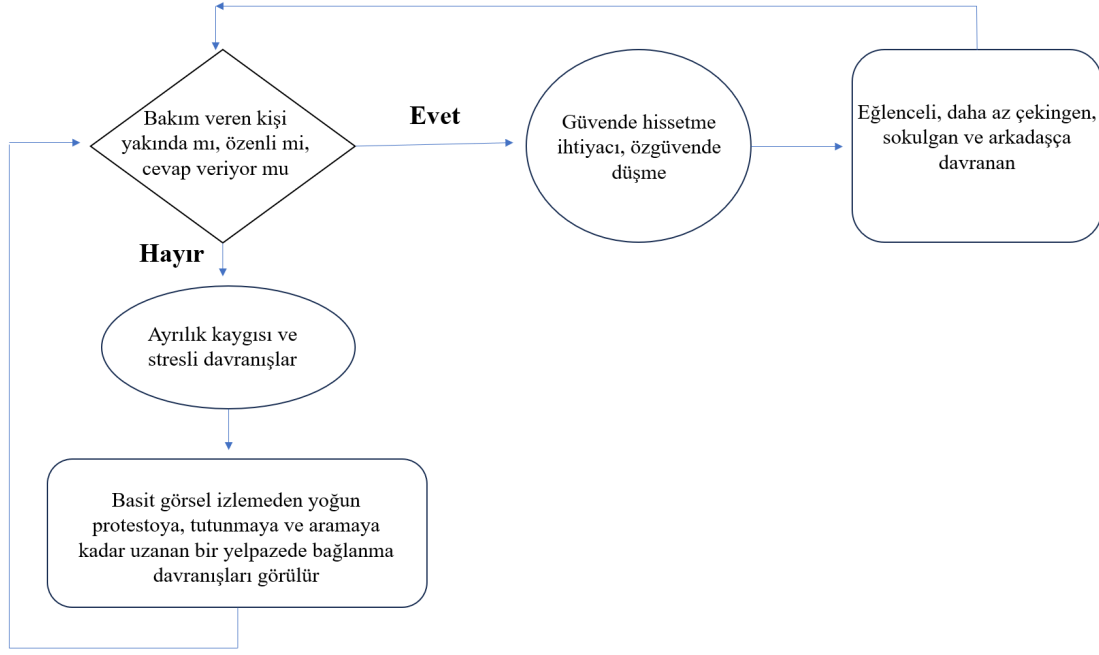 Bakım veren kişi
yakında mı, özenli mi,
cevap veriyor mu
Evet
Güvende hissetme
ihtiyacı, özgüvende
düşme
Eğlenceli, daha az çekingen,
sokulgan ve arkadaşça
davranan
Hayır
Ayrılık kaygısı ve
stresli davranışlar
Basit görsel izlemeden yoğun
protestoya, tutunmaya ve aramaya
kadar uzanan bir yelpazede bağlanma
davranışları görülür